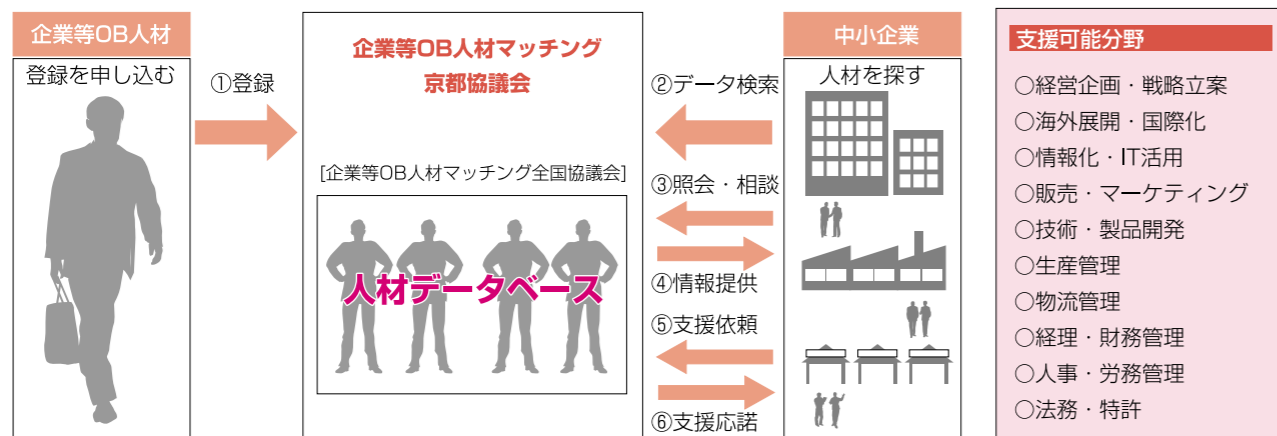 企業等OB人材
登録を申し込む
①登録
企業等OB人材マッチング
京都協議会
[企業等OB人材マッチング全国協議会]
人材データベース
②データ検索
③照会・相談
④情報提供
⑤支援依頼
⑥支援応諾
中小企業
人材を探す
支援可能分野
○経営企画・戦略立案
○海外展開・国際化
○情報化・IT活用
○販売・マーケティング
○技術・製品開発
○生産管理
○物流管理
○経理・財務管理
○人事・労務管理
○法務・特許